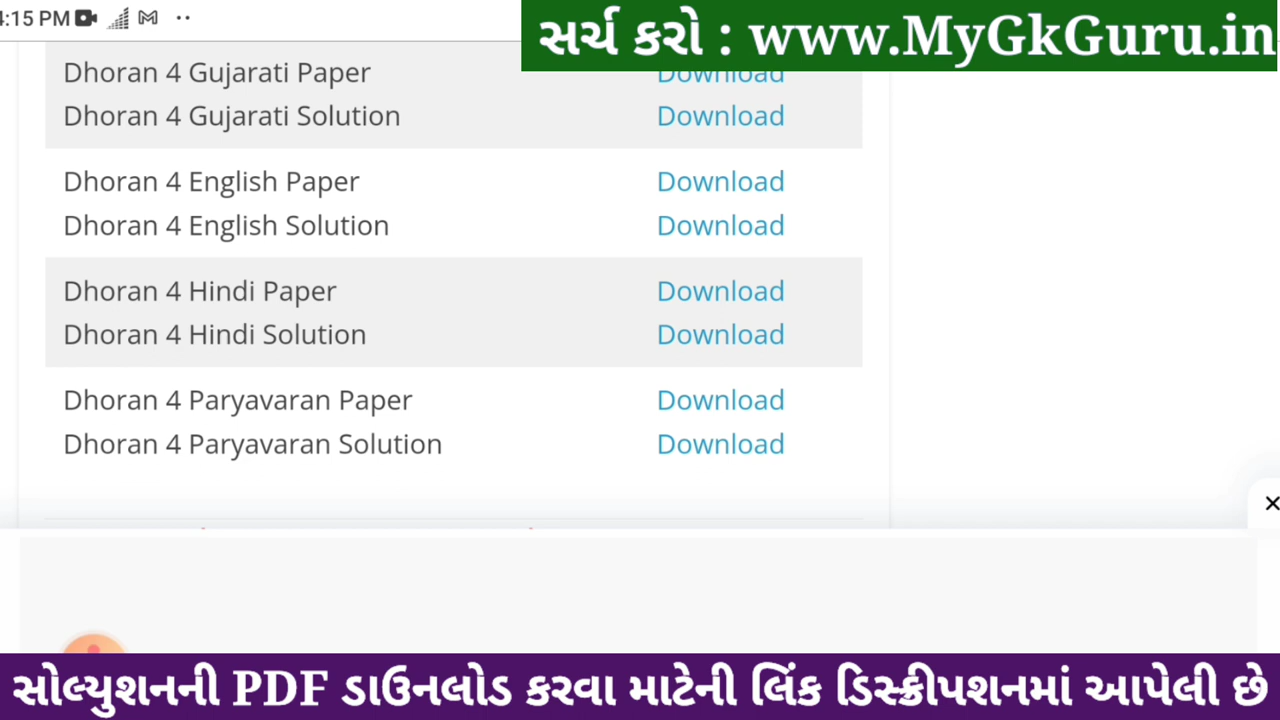 4:15 PM
સર્ચ કરો : www.MyGkGuru.in
Dhoran 4 Gujarati Paper Download
Dhoran 4 Gujarati Solution Download
Dhoran 4 English Paper Download
Dhoran 4 English Solution Download
Dhoran 4 Hindi Paper Download
Dhoran 4 Hindi Solution Download
Dhoran 4 Paryavaran Paper Download
Dhoran 4 Paryavaran Solution Download
સોલ્યુશનની PDF ડાઉનલોડ કરવા માટેની લિંક ડિસ્ક્રીપશનમાં આપેલી છે